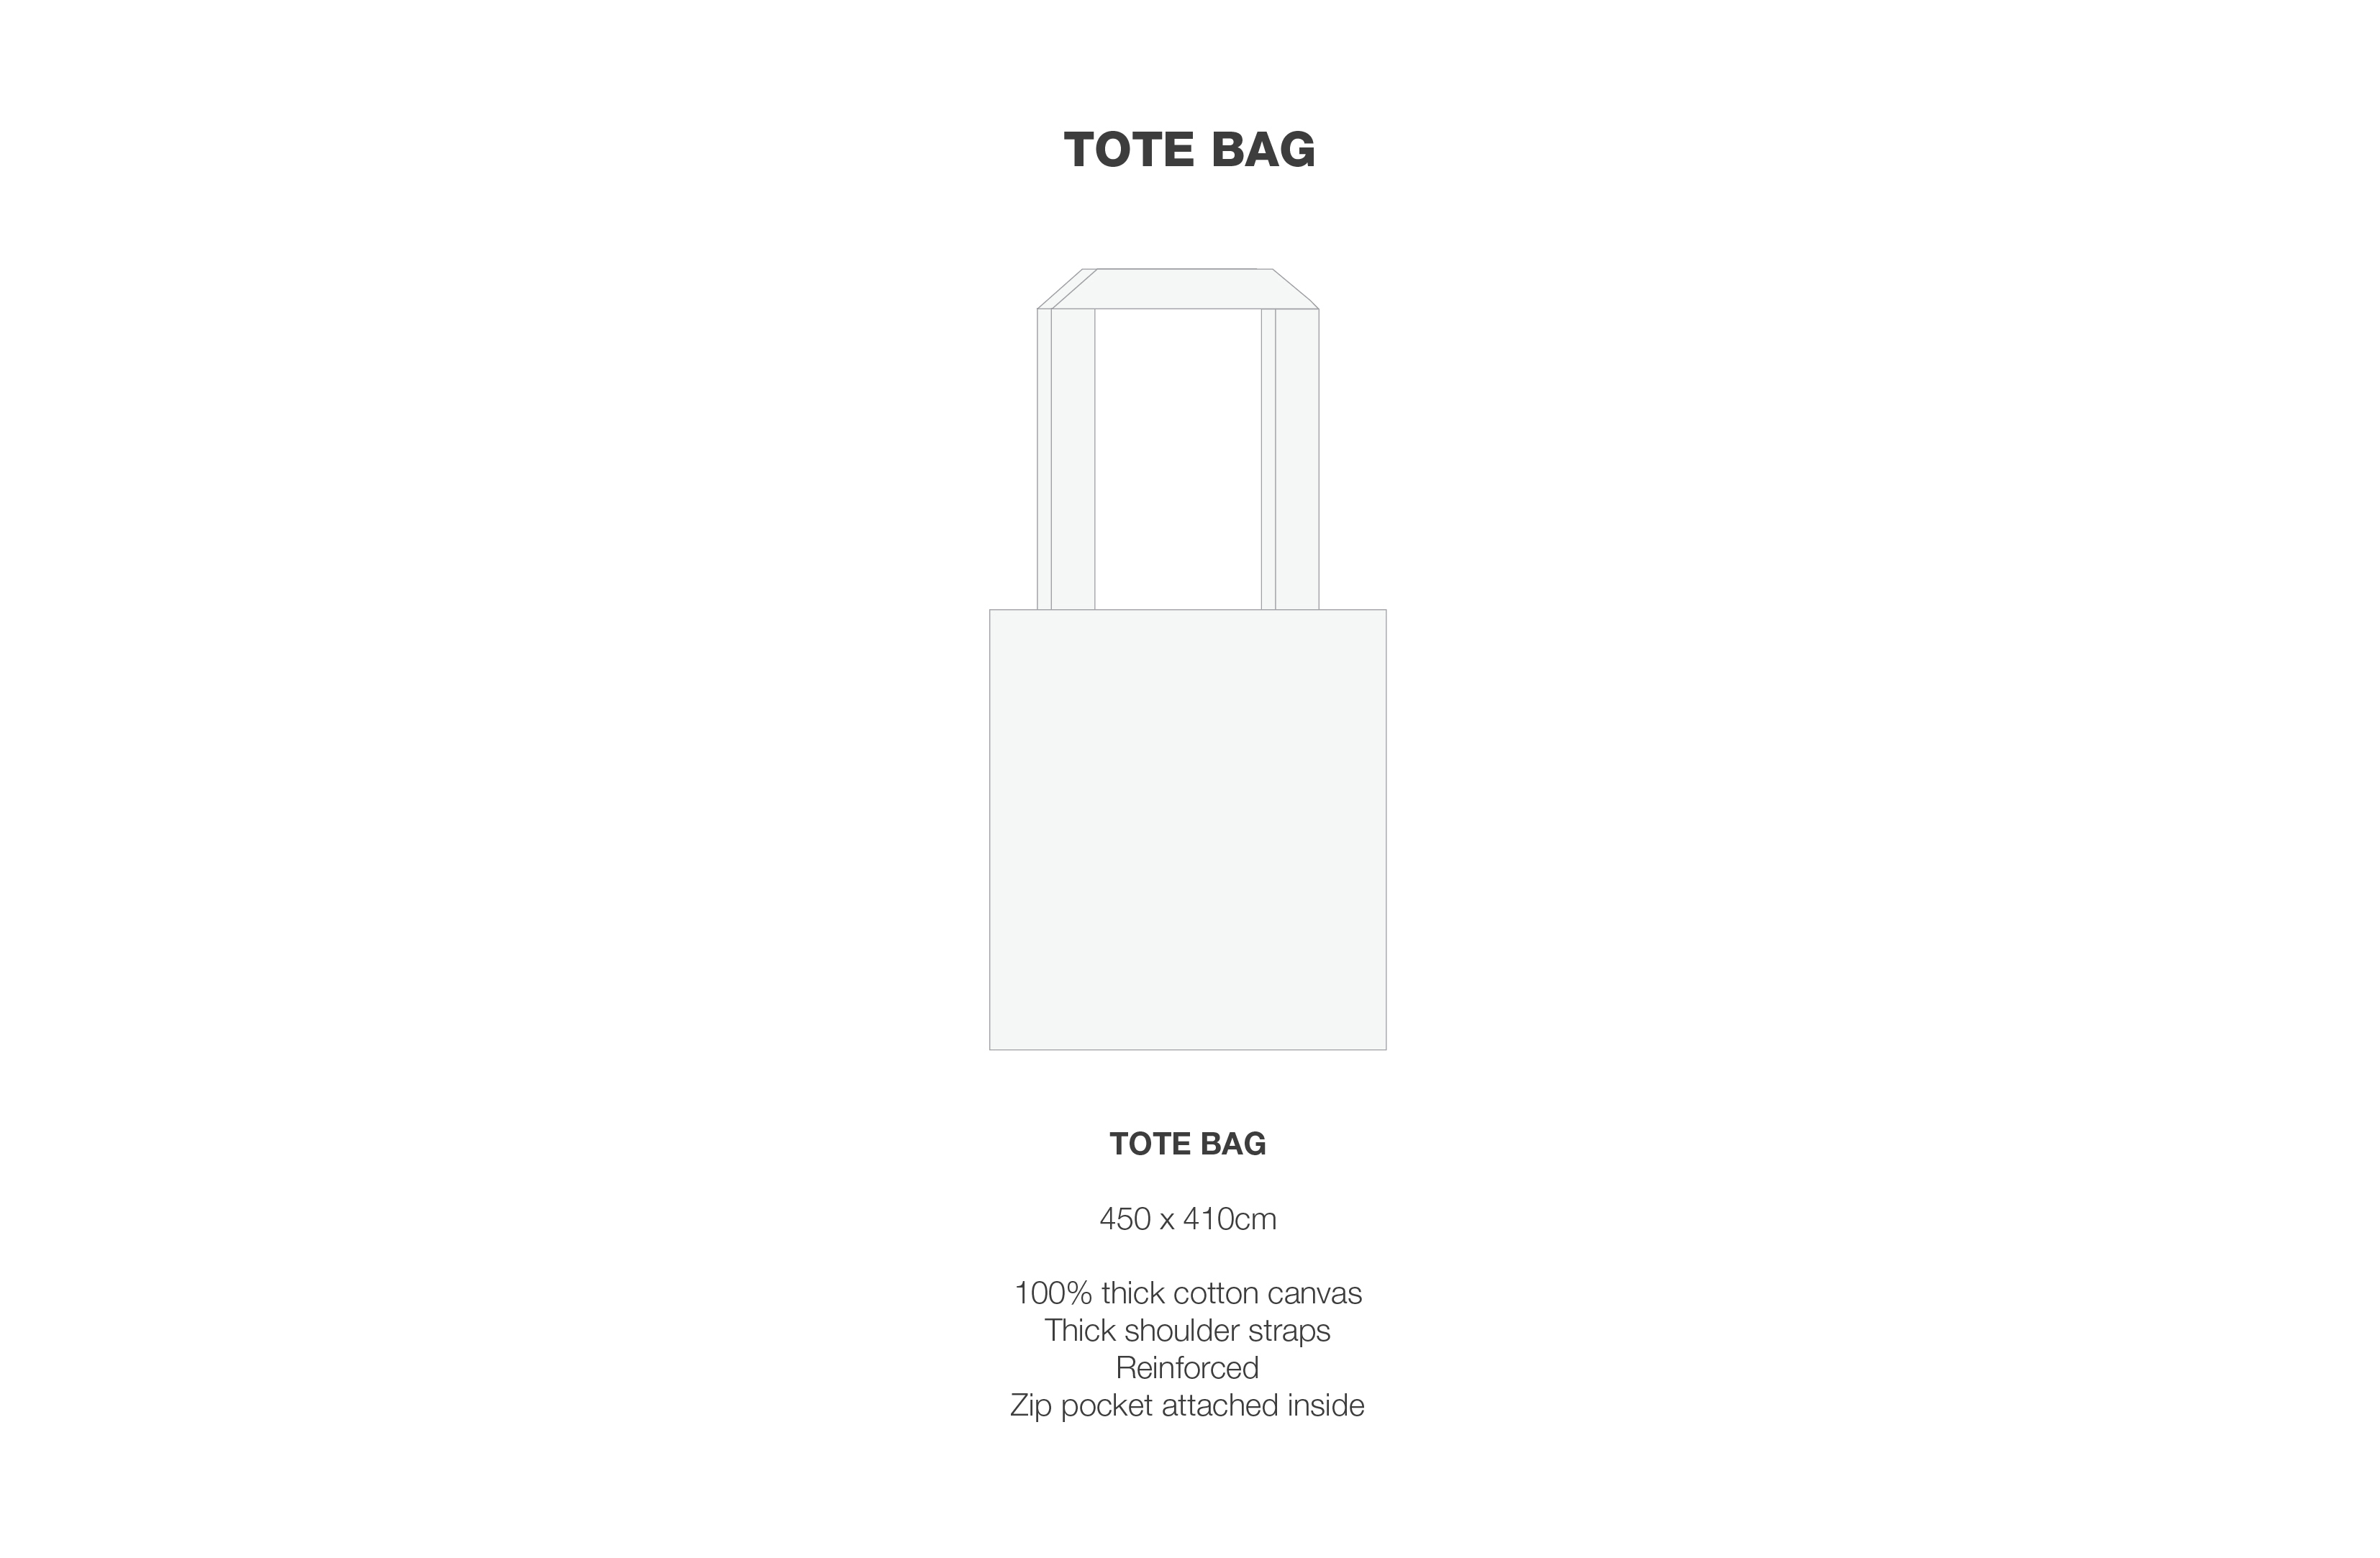 TOTE BAG
TOTE BAG
450 x 410cm
100% thick cotton canvas
Thick shoulder straps
Reinforced
Zip pocket attached inside